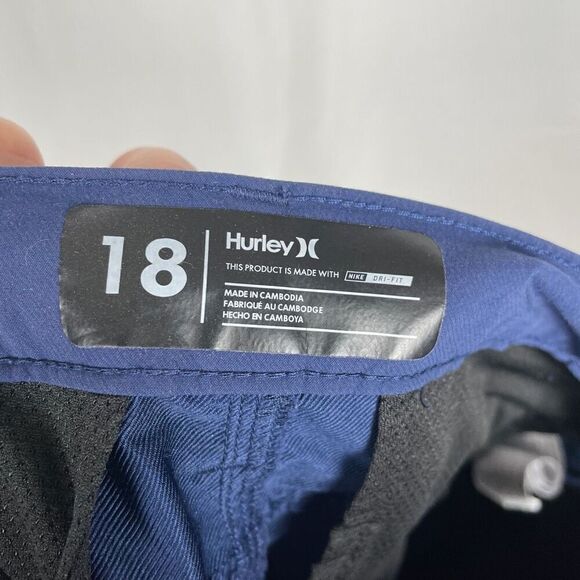 18
Hurley
THIS PRODUCT IS MADE WITH NIKE DRI-FIT
MADE IN CAMBODIA
FABRIQUÉ AU CAMBODGE
HECHO EN CAMBOYA